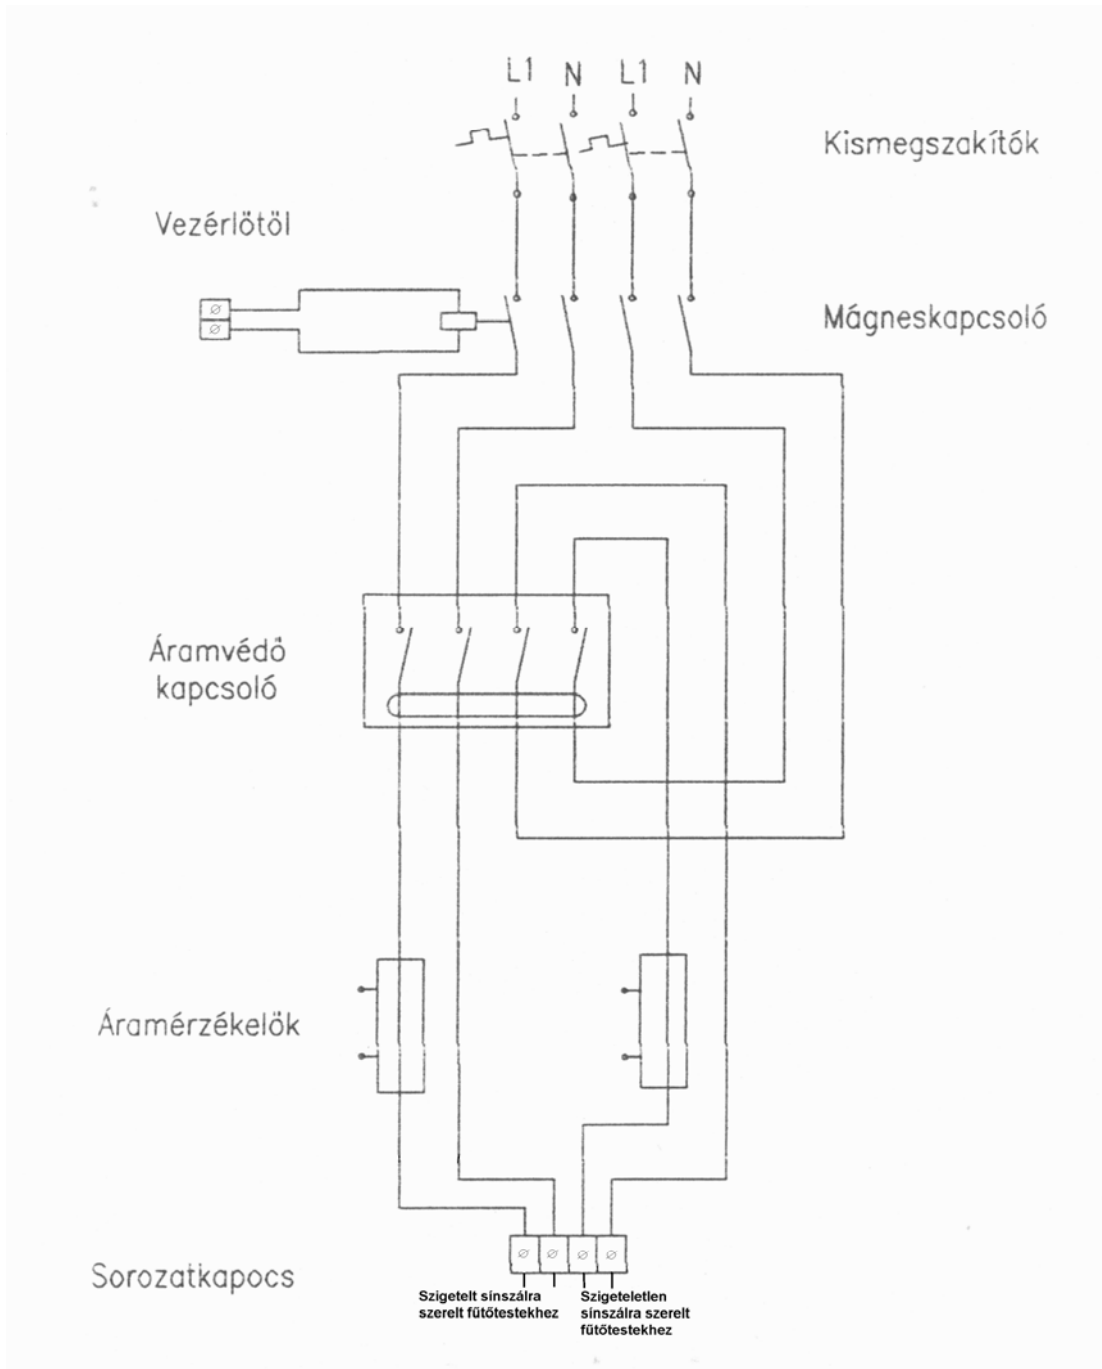 L1 N L1 N
Kismegszakítók
Vezérlőtől
Mágneskapcsoló
Áramvédő
kapcsoló
Áramérzékelők
Sorozatkapocs
Szigetelt sínszálra
szerelt fűtőtestekhez
Szigeteletlen
sínszálra szerelt
fűtőtestekhez